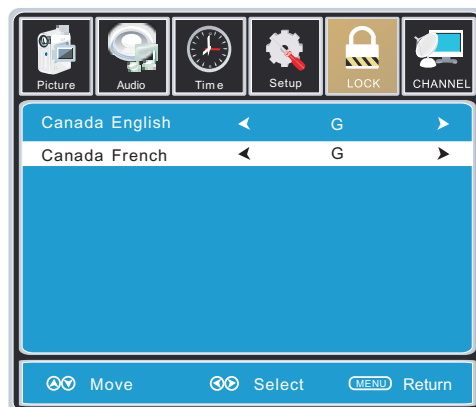 Picture Audio Time Setup LOCK CHANNEL
Canada English G
Canada French G
Move Select MENU Return